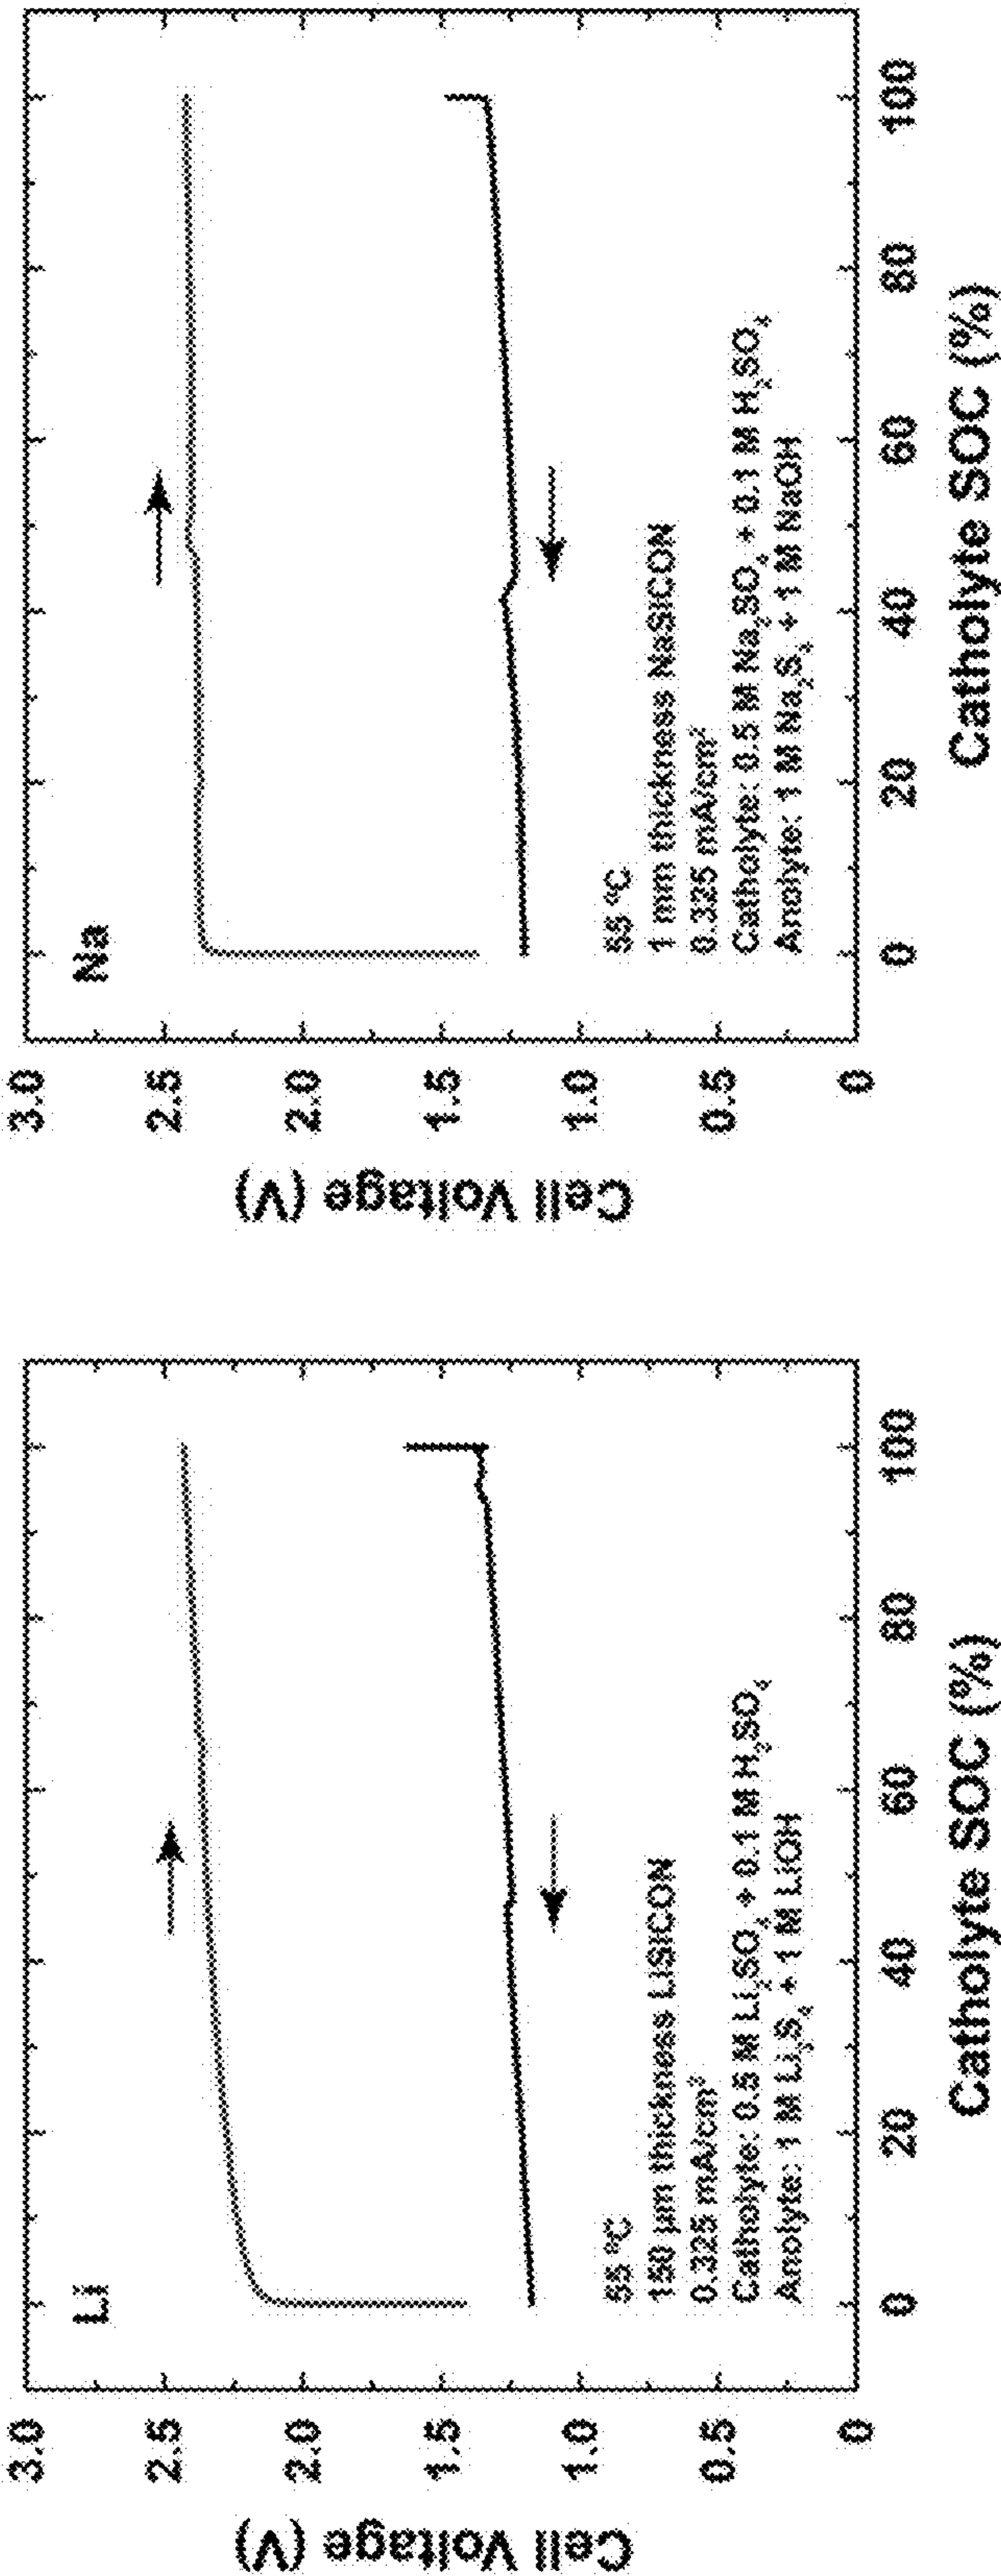 Li
Cell Voltage (V)
3.0
2.5
2.0
1.5
1.0
0.5
0
55 °C
150 µm thickness LiSICON
0.325 mA/cm²
Catholyte: 0.5 M Li₂SO₄ + 0.1 M H₂SO₄
Anolyte: 1 M Li₂S₄ + 1 M LiOH
0 20 40 60 80 100
Catholyte SOC (%)
Na
Cell Voltage (V)
3.0
2.5
2.0
1.5
1.0
0.5
0
55 °C
1 mm thickness NaSICON
0.325 mA/cm²
Catholyte: 0.5 M Na₂SO₄ + 0.1 M H₂SO₄
Anolyte: 1 M Na₂S₄ + 1 M NaOH
0 20 40 60 80 100
Catholyte SOC (%)